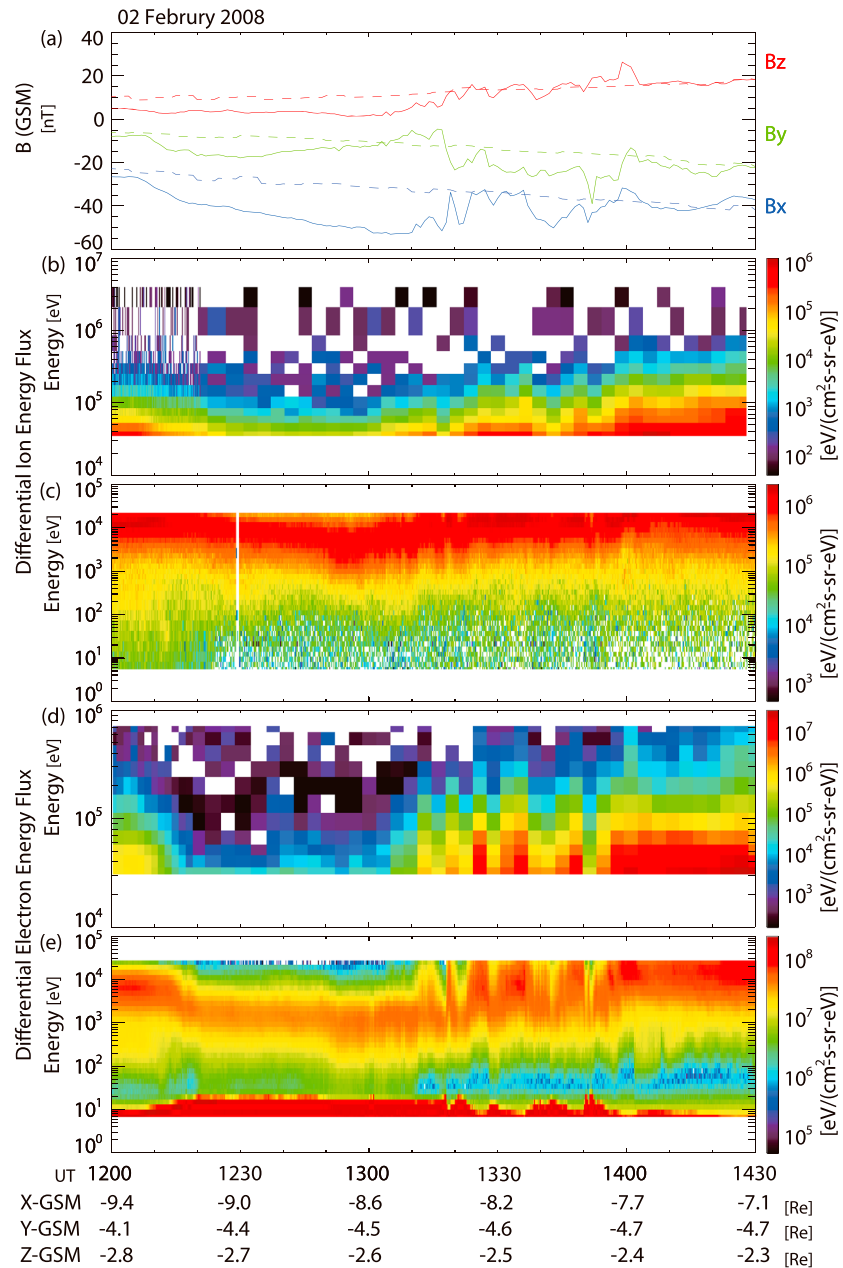 02 Februry 2008
(a)
40
20
0
-20
-40
-60
B (GSM)
[nT]
Bz
By
Bx
(b)
10^7
10^6
10^5
10^4
Energy [eV]
10^6
10^5
10^4
10^3
10^2
[eV/(cm^2s-sr-eV)]
Differential Ion Energy Flux
(c)
10^5
10^4
10^3
10^2
10^1
10^0
Energy [eV]
10^5
10^4
10^3
[eV/(cm^2s-sr-eV)]
(d)
10^6
10^5
10^4
Energy [eV]
10^7
10^6
10^5
10^4
10^3
[eV/(cm^2s-sr-eV)]
Differential Electron Energy Flux
(e)
10^5
10^4
10^3
10^2
10^1
10^0
Energy [eV]
10^8
10^7
10^6
10^5
[eV/(cm^2s-sr-eV)]
UT 1200 1230 1300 1330 1400 1430
X-GSM -9.4 -9.0 -8.6 -8.2 -7.7 -7.1 [Re]
Y-GSM -4.1 -4.4 -4.5 -4.6 -4.7 -4.7 [Re]
Z-GSM -2.8 -2.7 -2.6 -2.5 -2.4 -2.3 [Re]